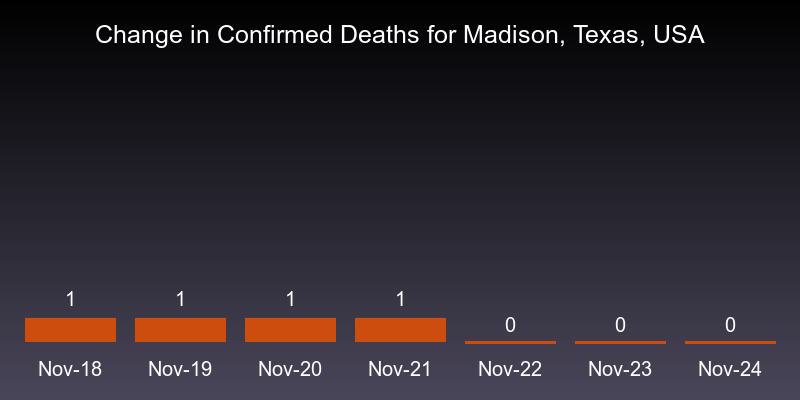 Change in Confirmed Deaths for Madison, Texas, USA
1 1 1 1 0 0 0
Nov-18 Nov-19 Nov-20 Nov-21 Nov-22 Nov-23 Nov-24